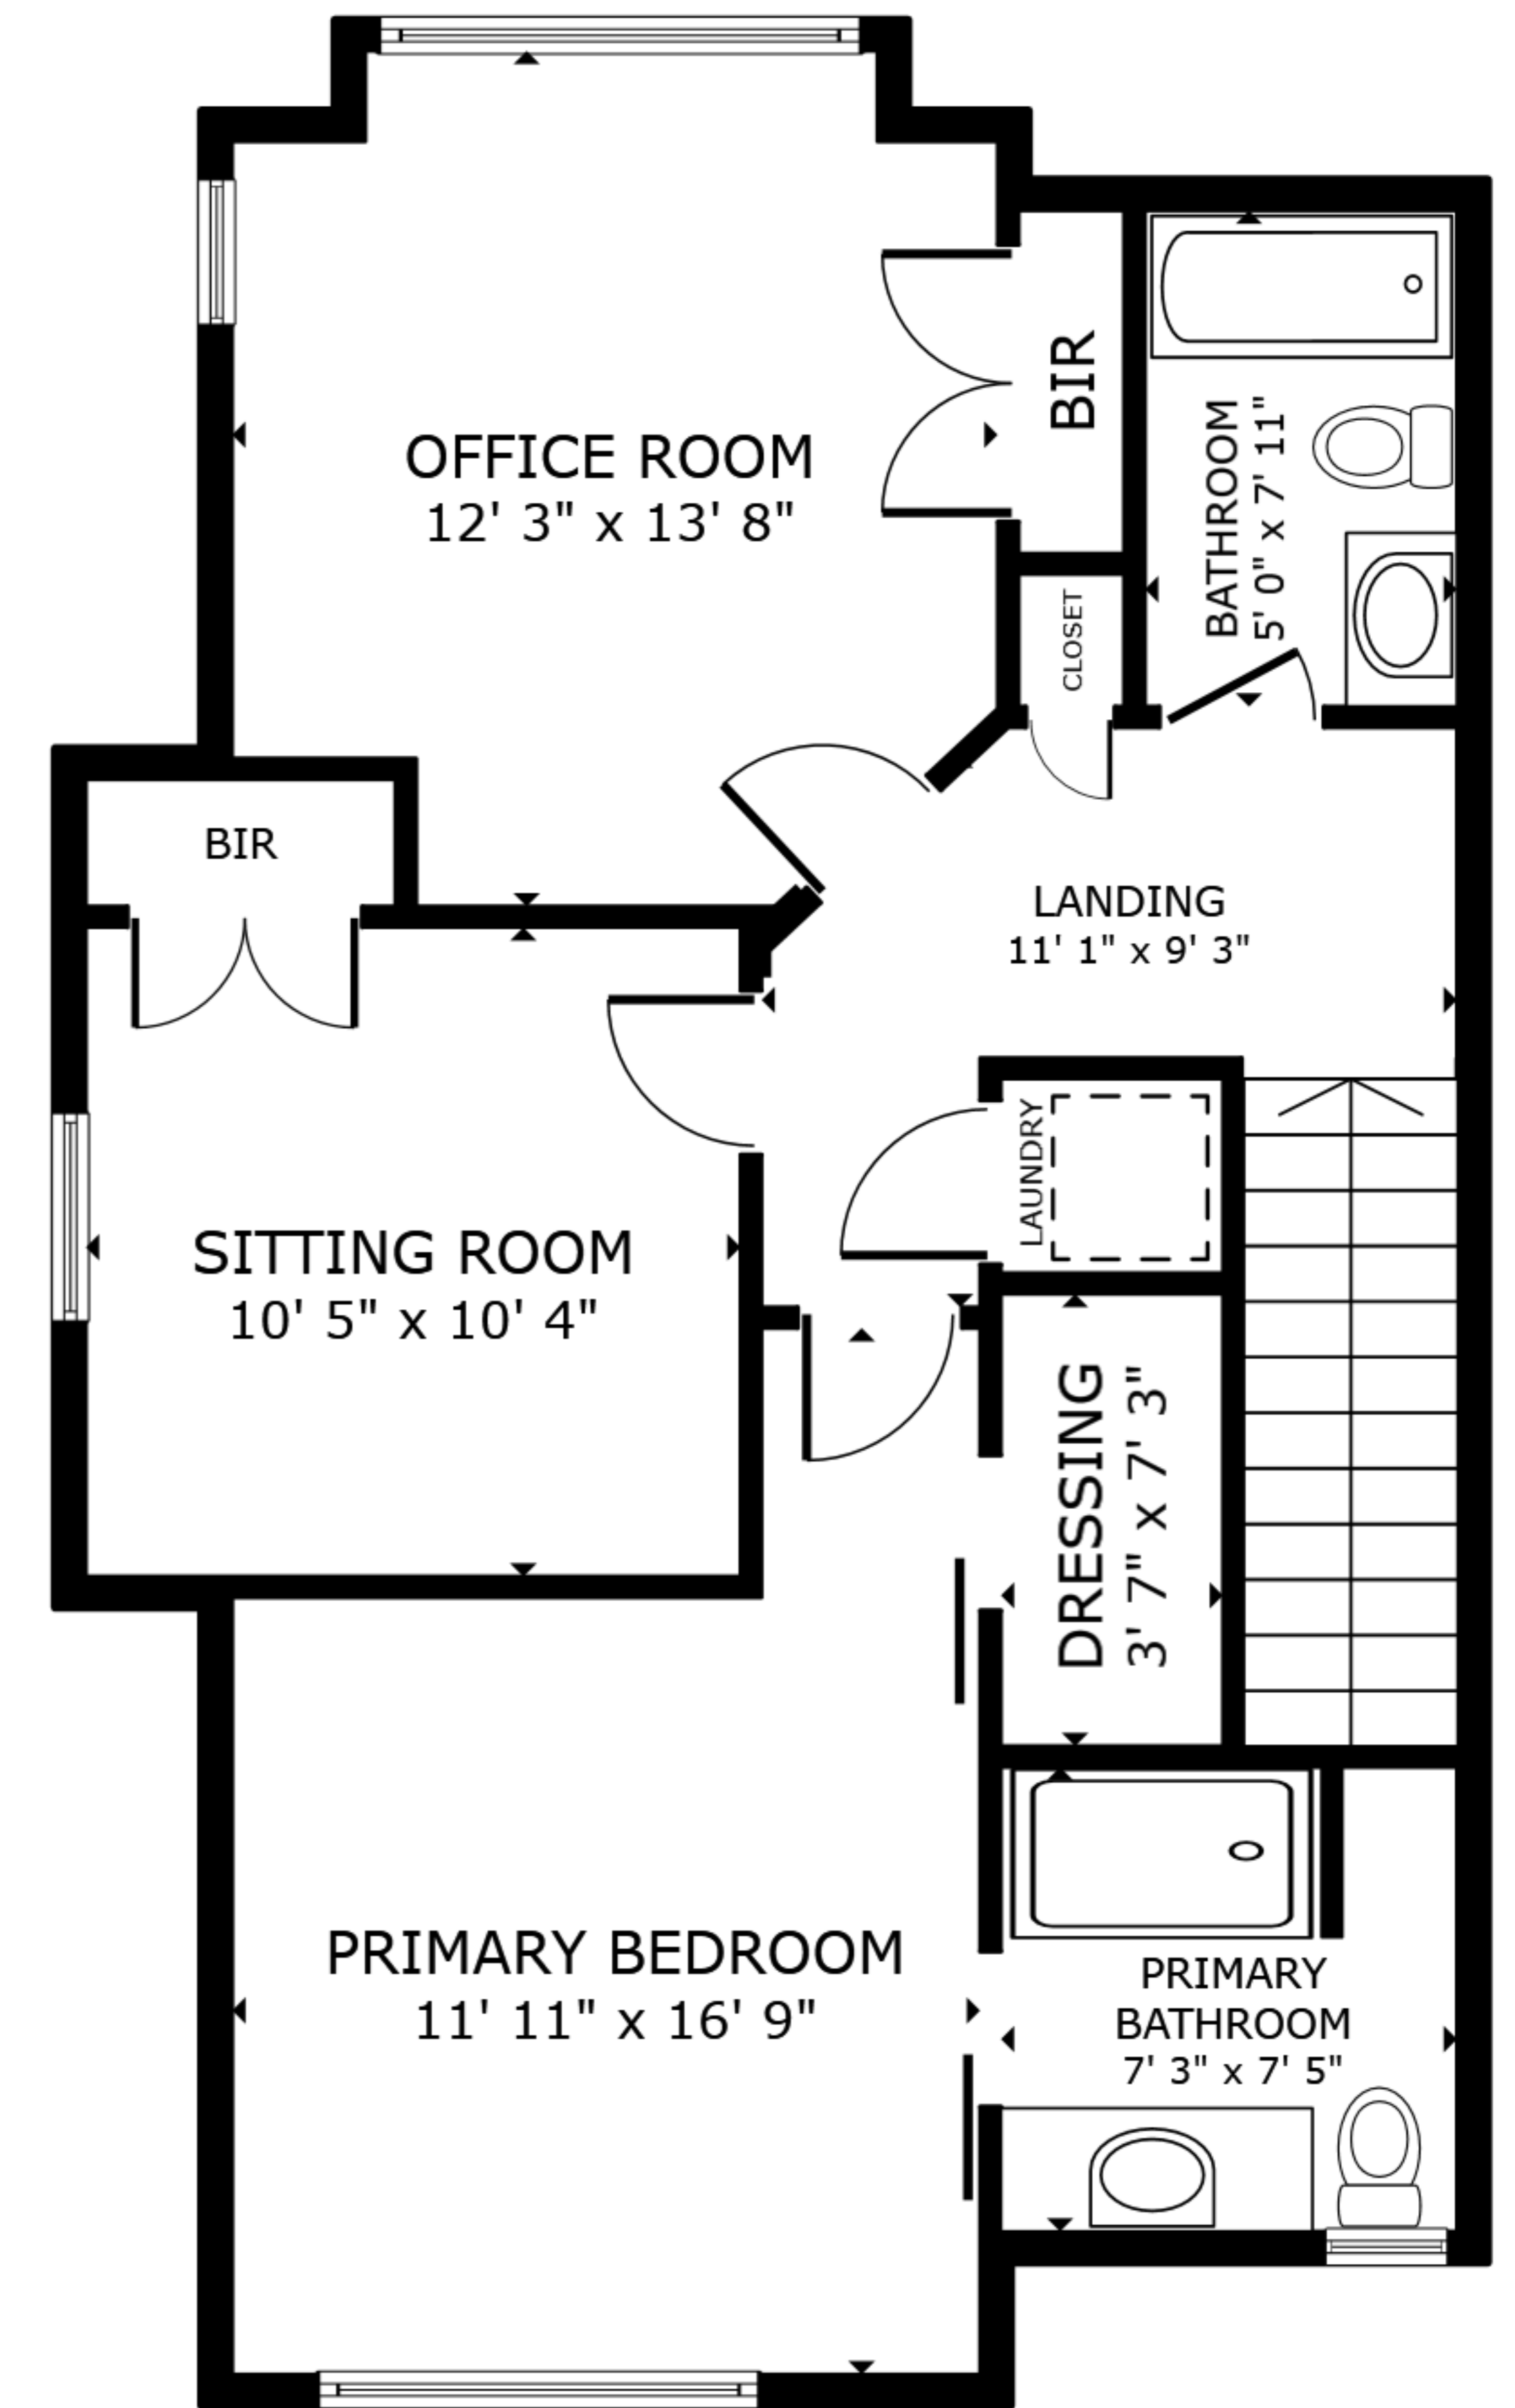 BIR
OFFICE ROOM
12' 3" x 13' 8"
BATHROOM
5' 0" x 7' 11"
CLOSET
BIR
LANDING
11' 1" x 9' 3"
LAUNDRY
SITTING ROOM
10' 5" x 10' 4"
DRESSING
3' 7" x 7' 3"
PRIMARY BEDROOM
11' 11" x 16' 9"
PRIMARY
BATHROOM
7' 3" x 7' 5"